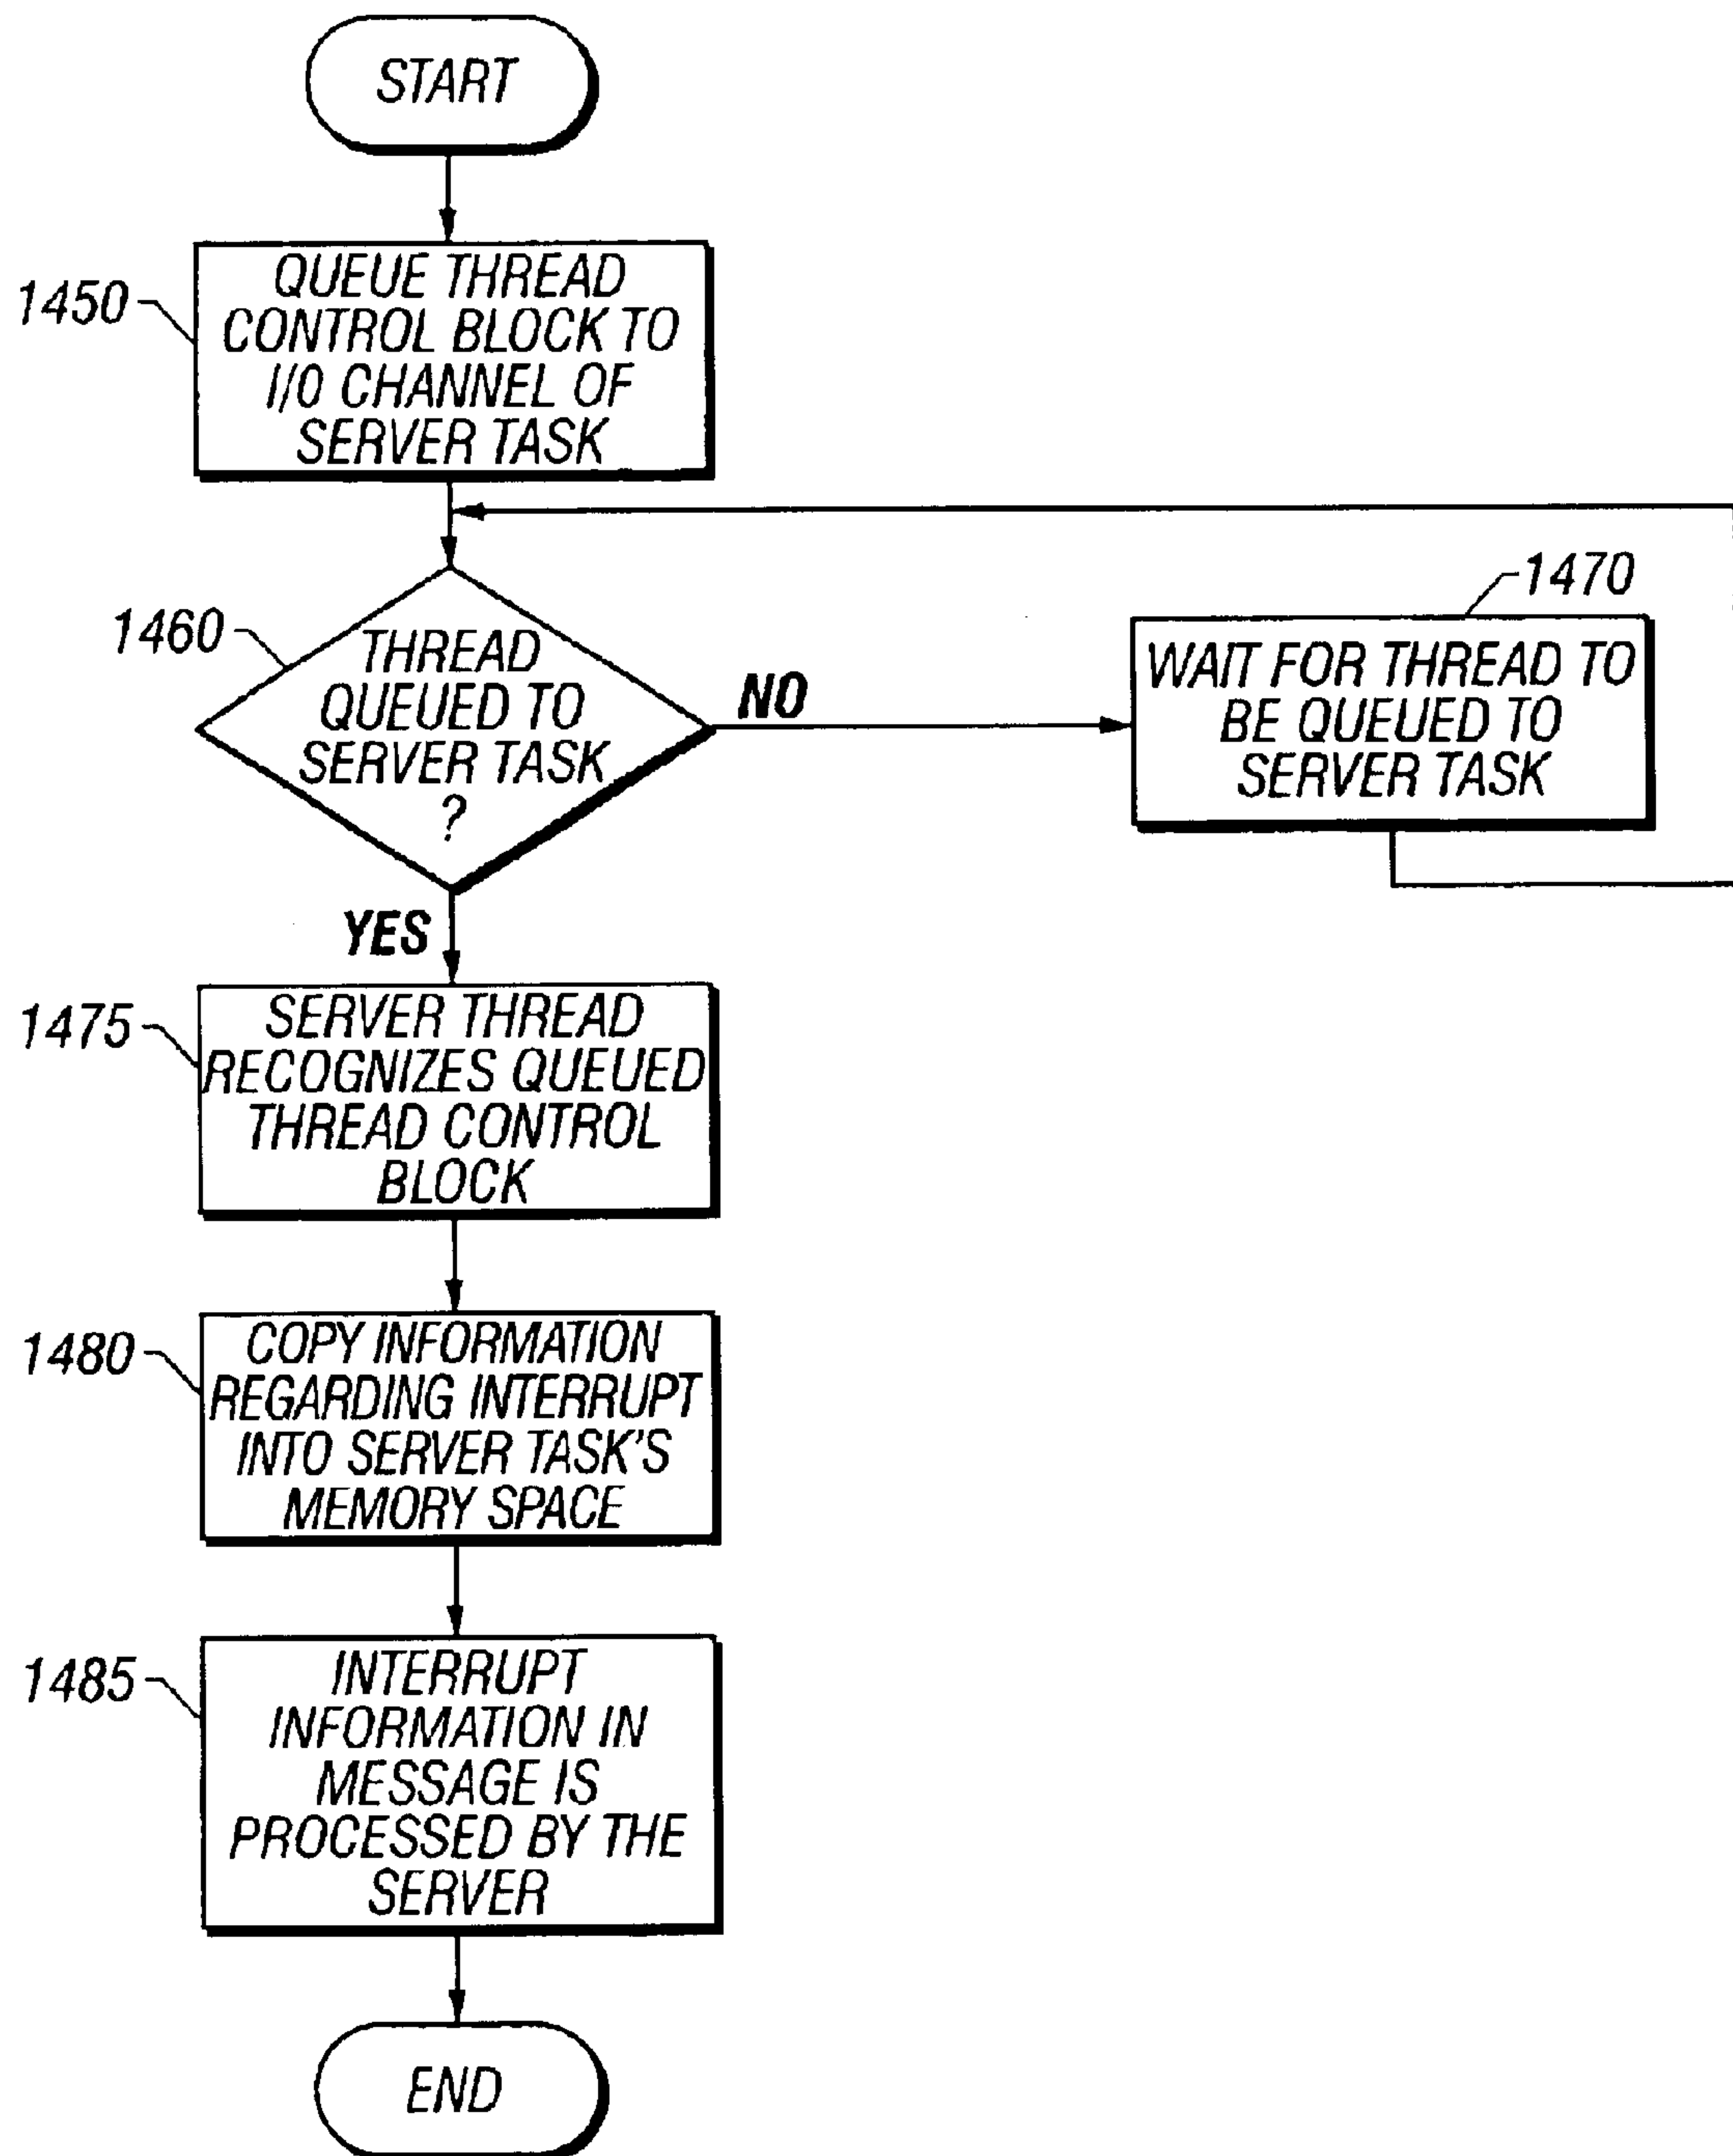 START
1450
QUEUE THREAD
CONTROL BLOCK TO
I/O CHANNEL OF
SERVER TASK
1460
THREAD
QUEUED TO
SERVER TASK
?
NO
1470
WAIT FOR THREAD TO
BE QUEUED TO
SERVER TASK
YES
1475
SERVER THREAD
RECOGNIZES QUEUED
THREAD CONTROL
BLOCK
1480
COPY INFORMATION
REGARDING INTERRUPT
INTO SERVER TASK'S
MEMORY SPACE
1485
INTERRUPT
INFORMATION IN
MESSAGE IS
PROCESSED BY THE
SERVER
END